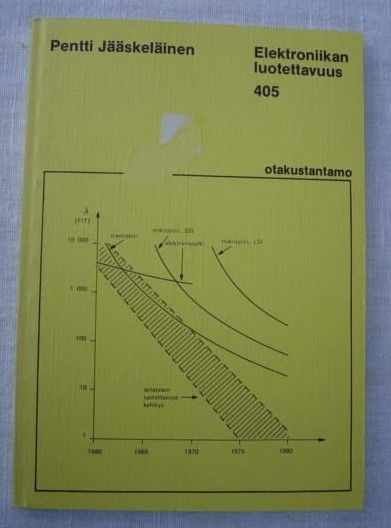 Pentti Jääskeläinen
Elektroniikan
luotettavuus
405
otakustantamo
λ
[FIT]
transistori
mikropiiri, SSI
elektroniputki
mikropiiri, LSI
10 000
1 000
100
10
1
luotettavuus
kehitys
1960
1965
1970
1975
1980